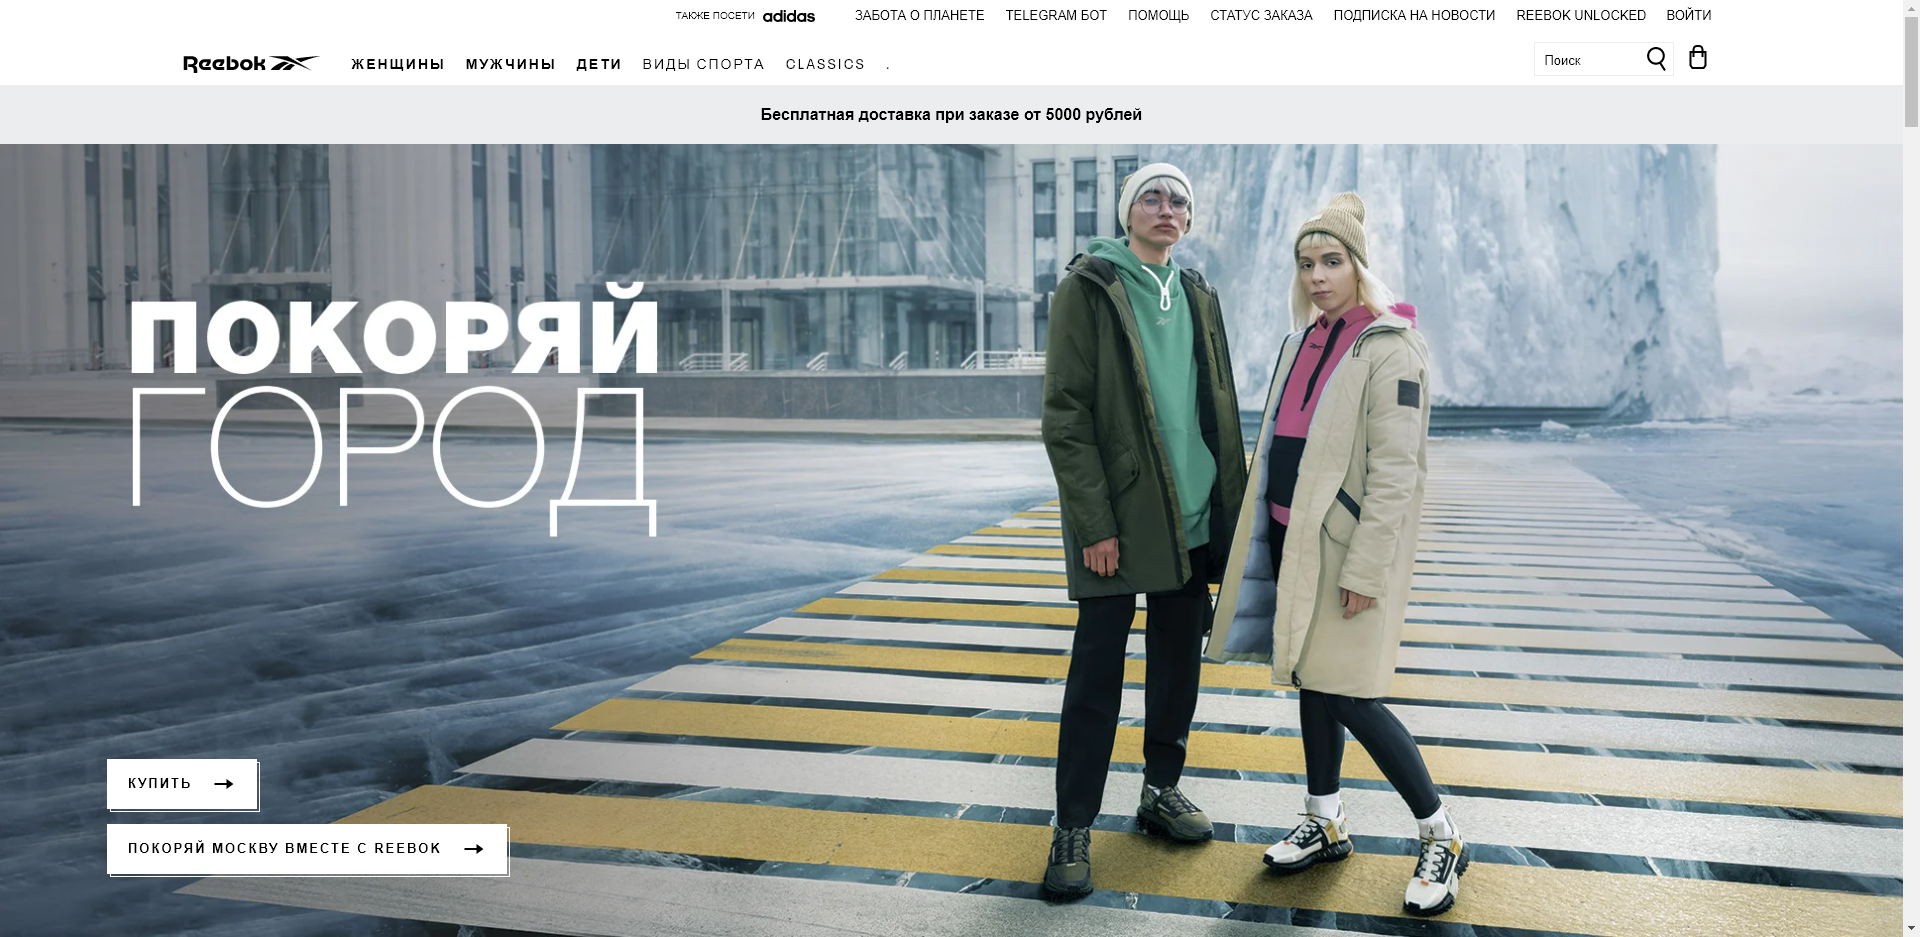 ТАКЖЕ ПОСЕТИ adidas ЗАБОТА О ПЛАНЕТЕ TELEGRAM БОТ ПОМОЩЬ СТАТУС ЗАКАЗА ПОДПИСКА НА НОВОСТИ REEBOK UNLOCKED ВОЙТИ
Reebok ЖЕНЩИНЫ МУЖЧИНЫ ДЕТИ ВИДЫ СПОРТА CLASSICS . Поиск
Бесплатная доставка при заказе от 5000 рублей
ПОКОРЯЙ
ГОРОД
КУПИТЬ
ПОКОРЯЙ МОСКВУ ВМЕСТЕ С REEBOK